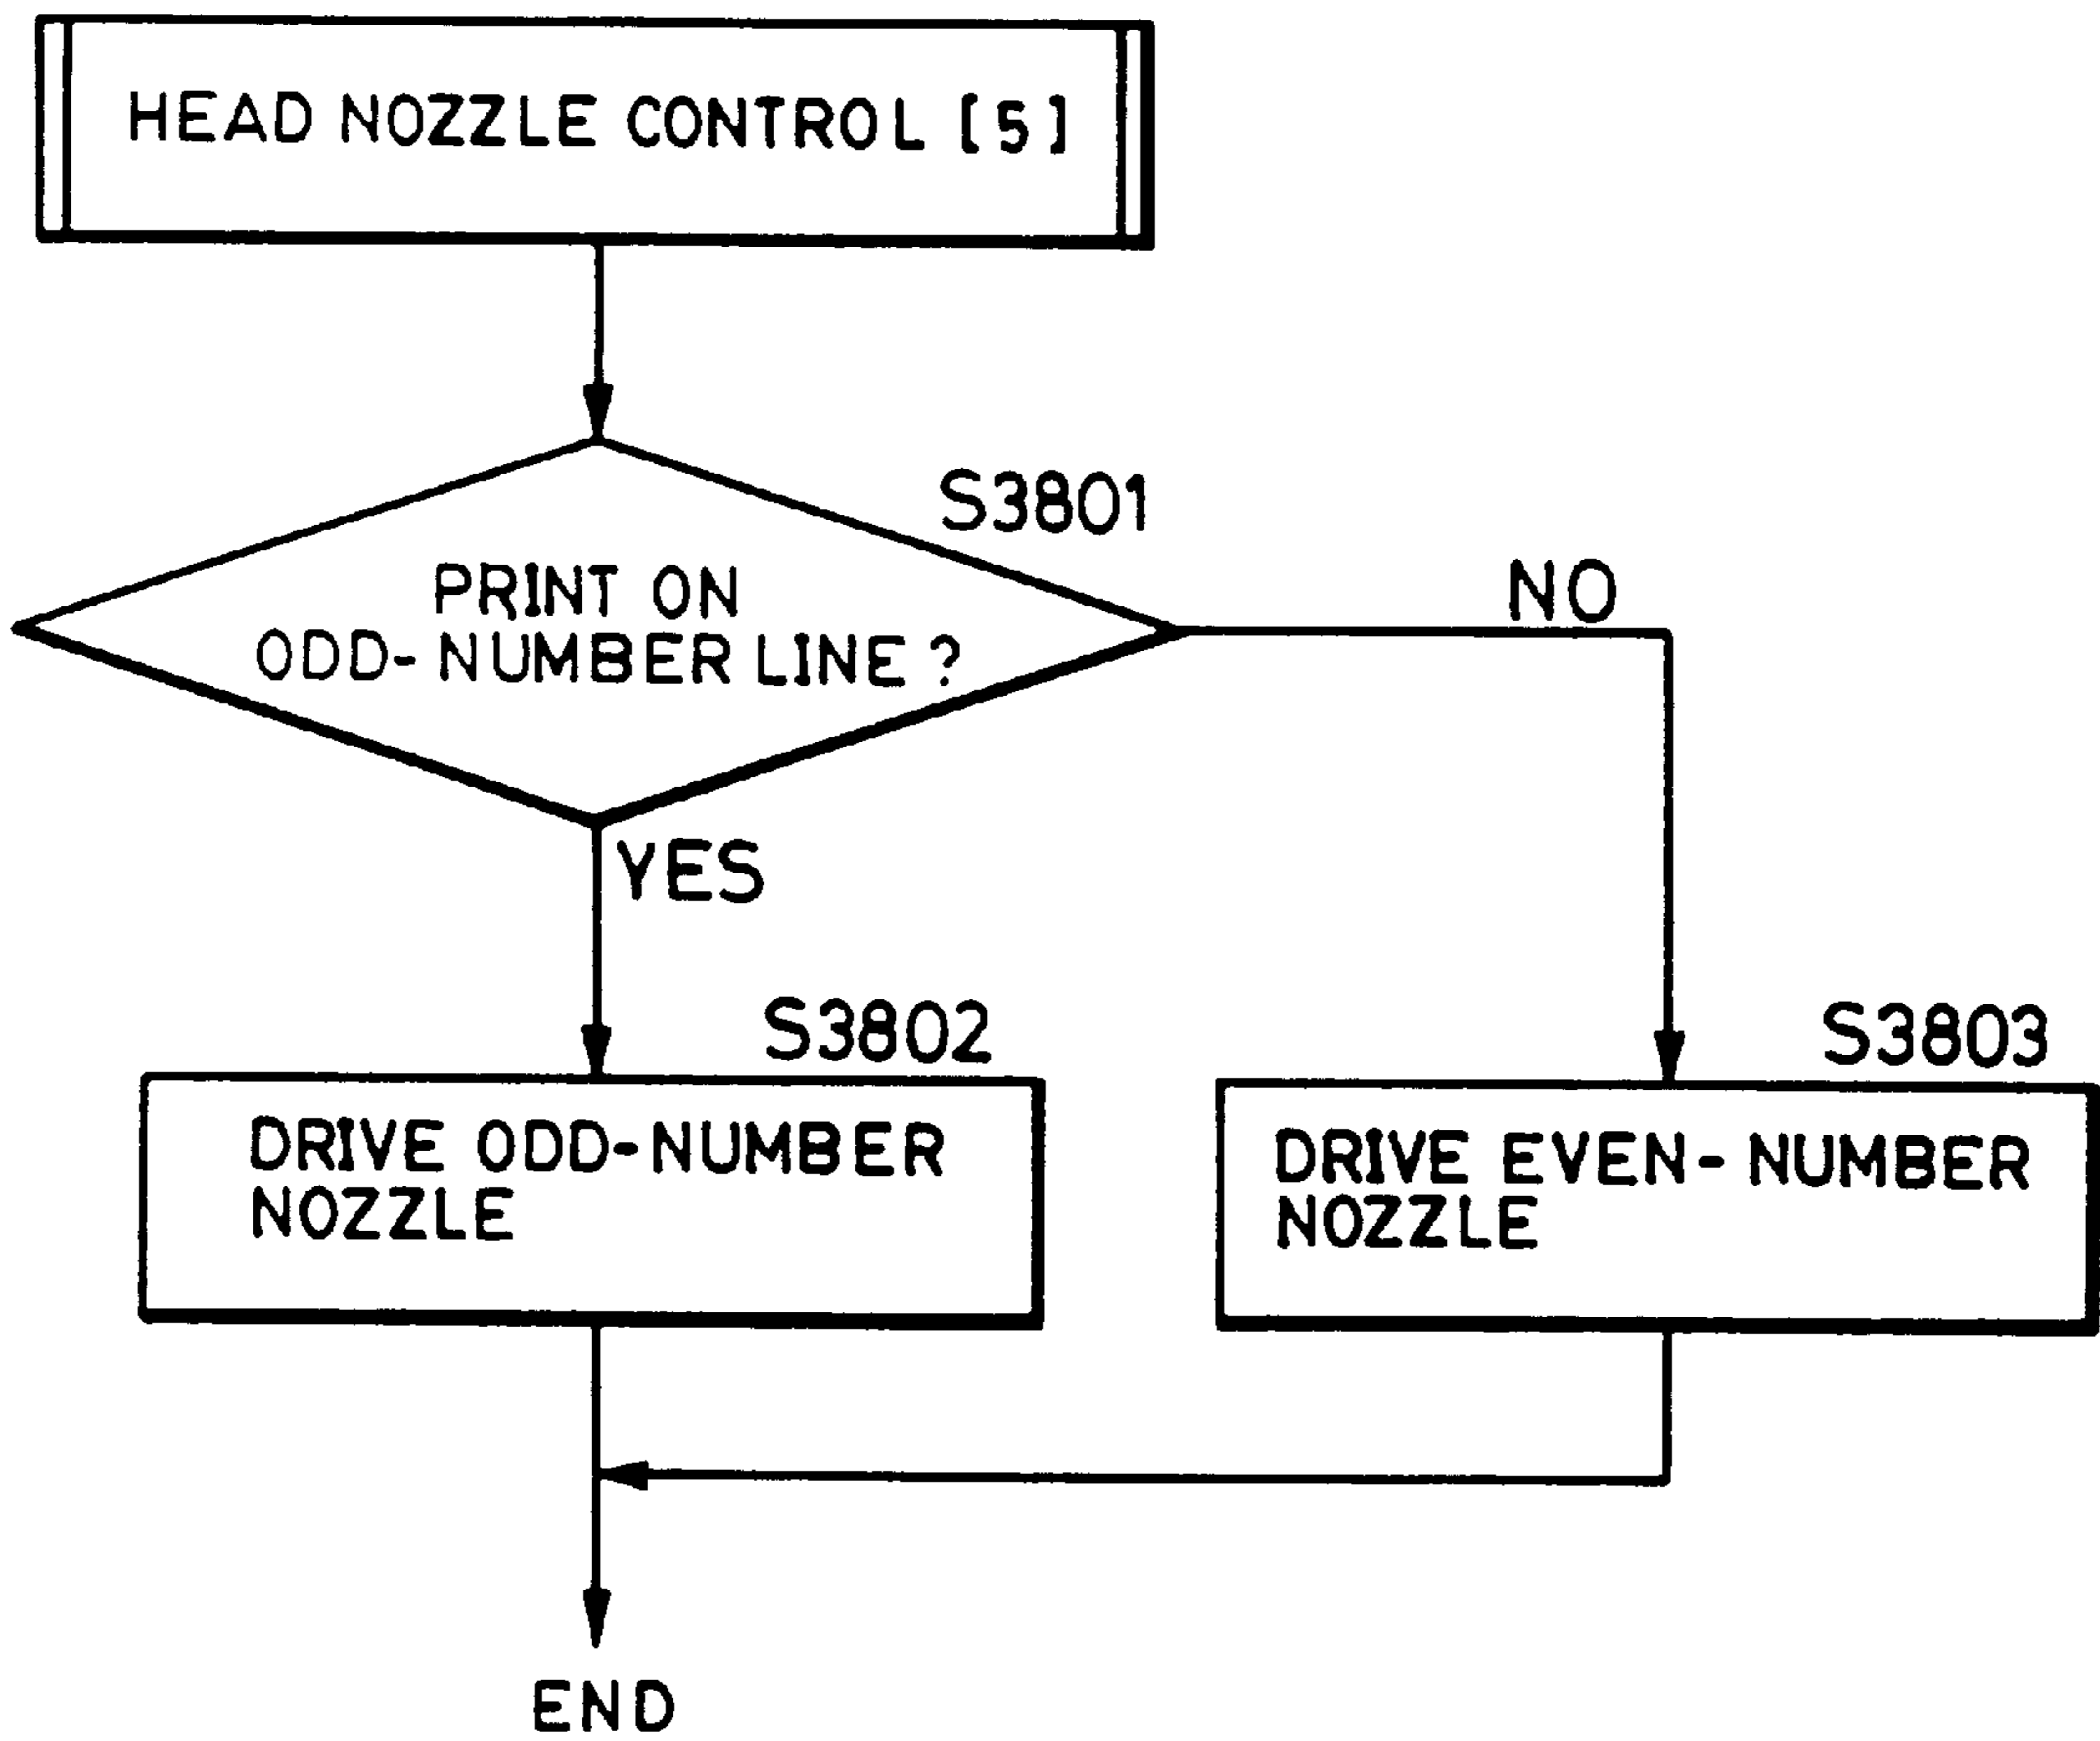 HEAD NOZZLE CONTROL [5]
S3801
PRINT ON
ODD-NUMBER LINE ?
NO
YES
S3802
S3803
DRIVE ODD-NUMBER
NOZZLE
DRIVE EVEN-NUMBER
NOZZLE
END